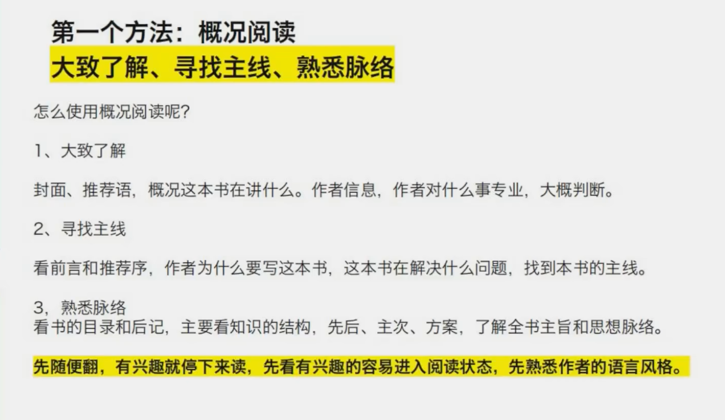 第一个方法：概况阅读
大致了解、寻找主线、熟悉脉络
怎么使用概况阅读呢？
1、大致了解
封面、推荐语，概况这本书在讲什么。作者信息，作者对什么事专业，大概判断。
2、寻找主线
看前言和推荐序，作者为什么要写这本书，这本书在解决什么问题，找到本书的主线。
3，熟悉脉络
看书的目录和后记，主要看知识的结构，先后、主次、方案，了解全书主旨和思想脉络。
先随便翻，有兴趣就停下来读，先看有兴趣的容易进入阅读状态，先熟悉作者的语言风格。